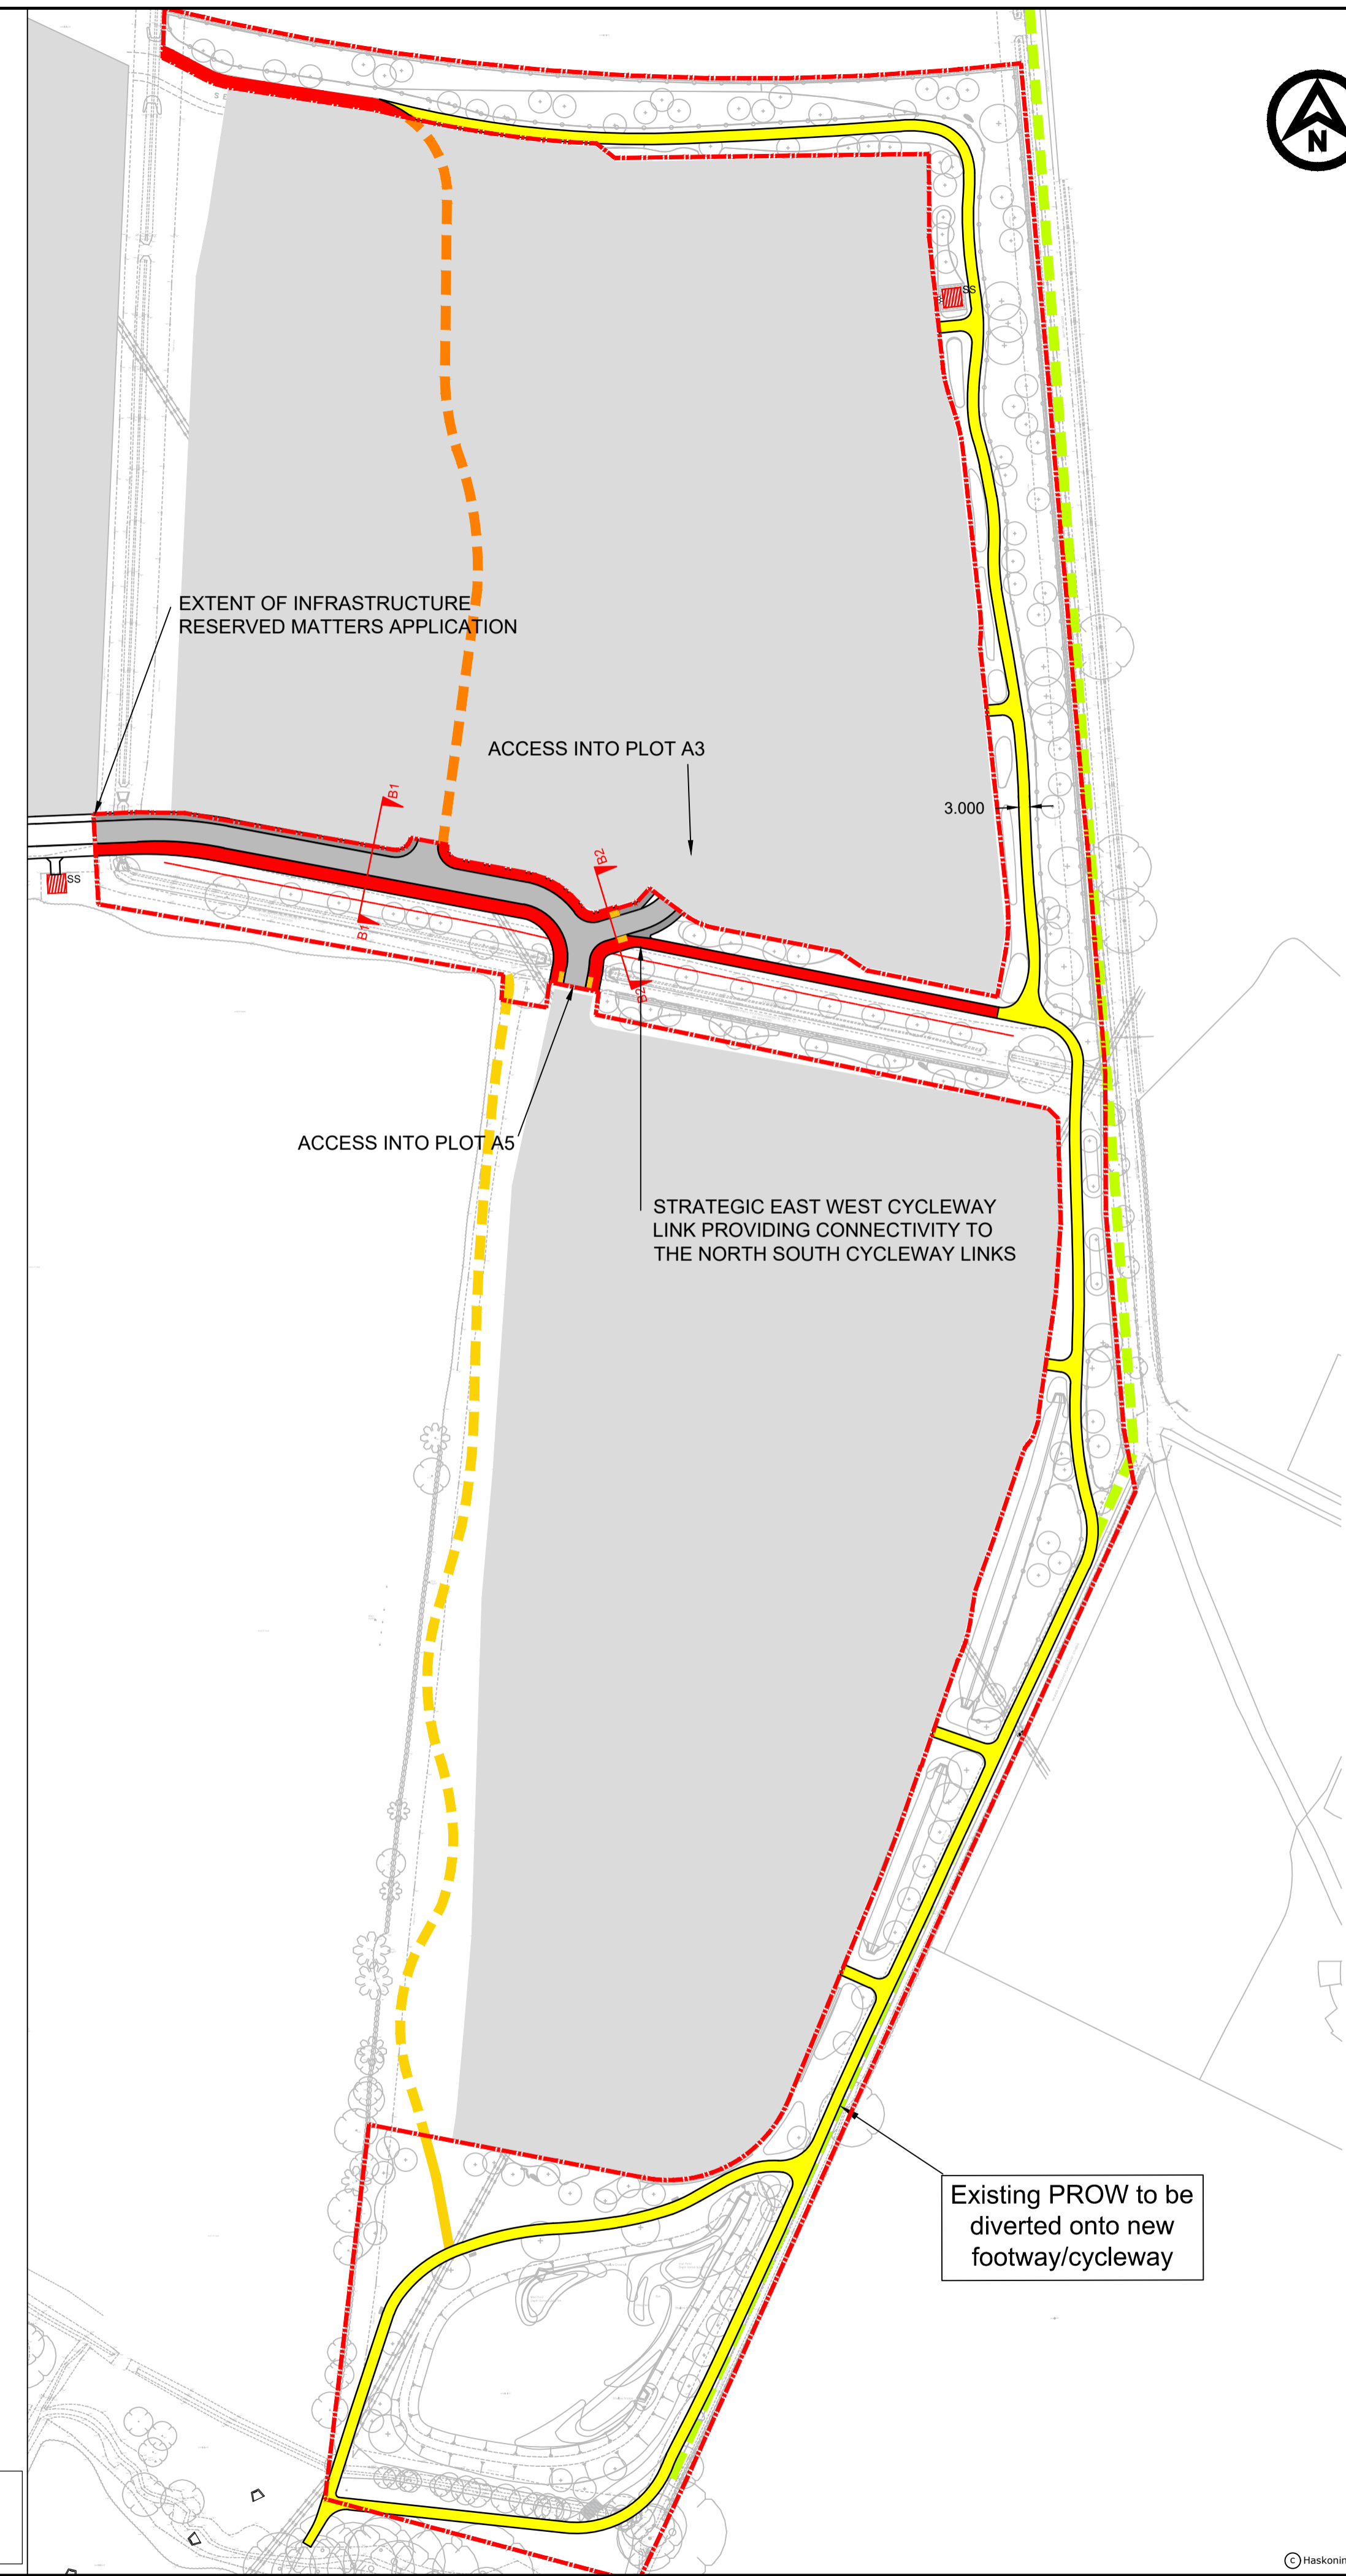 N
SS
EXTENT OF INFRASTRUCTURE
RESERVED MATTERS APPLICATION
ACCESS INTO PLOT A3
B1
3.000
B2
SS
B1
B2
ACCESS INTO PLOT A5
STRATEGIC EAST WEST CYCLEWAY
LINK PROVIDING CONNECTIVITY TO
THE NORTH SOUTH CYCLEWAY LINKS
Existing PROW to be
diverted onto new
footway/cycleway